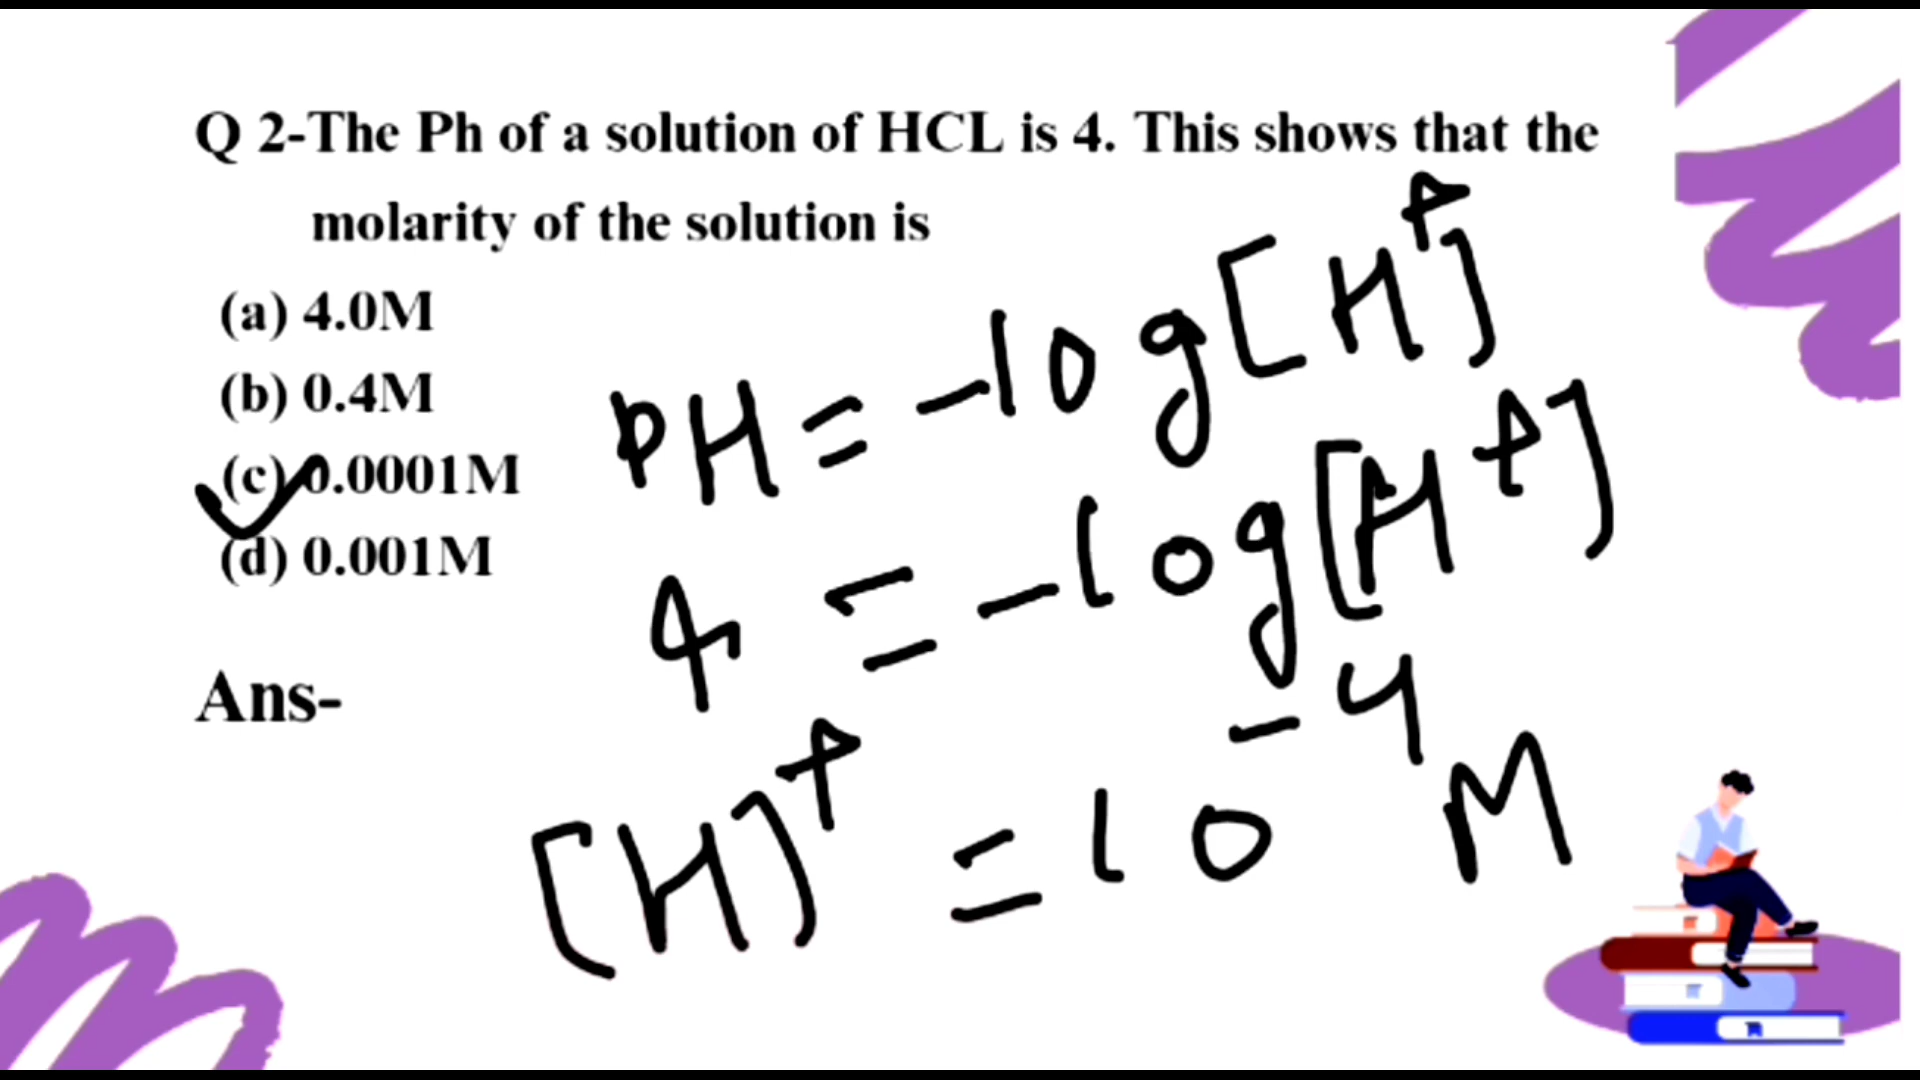 Q 2-The Ph of a solution of HCL is 4. This shows that the
molarity of the solution is
(a) 4.0M
(b) 0.4M
(c) 0.0001M
(d) 0.001M
Ans-
pH = -log[H⁺]
4 = -log[H⁺]
[H]⁺ = 10⁻⁴ M